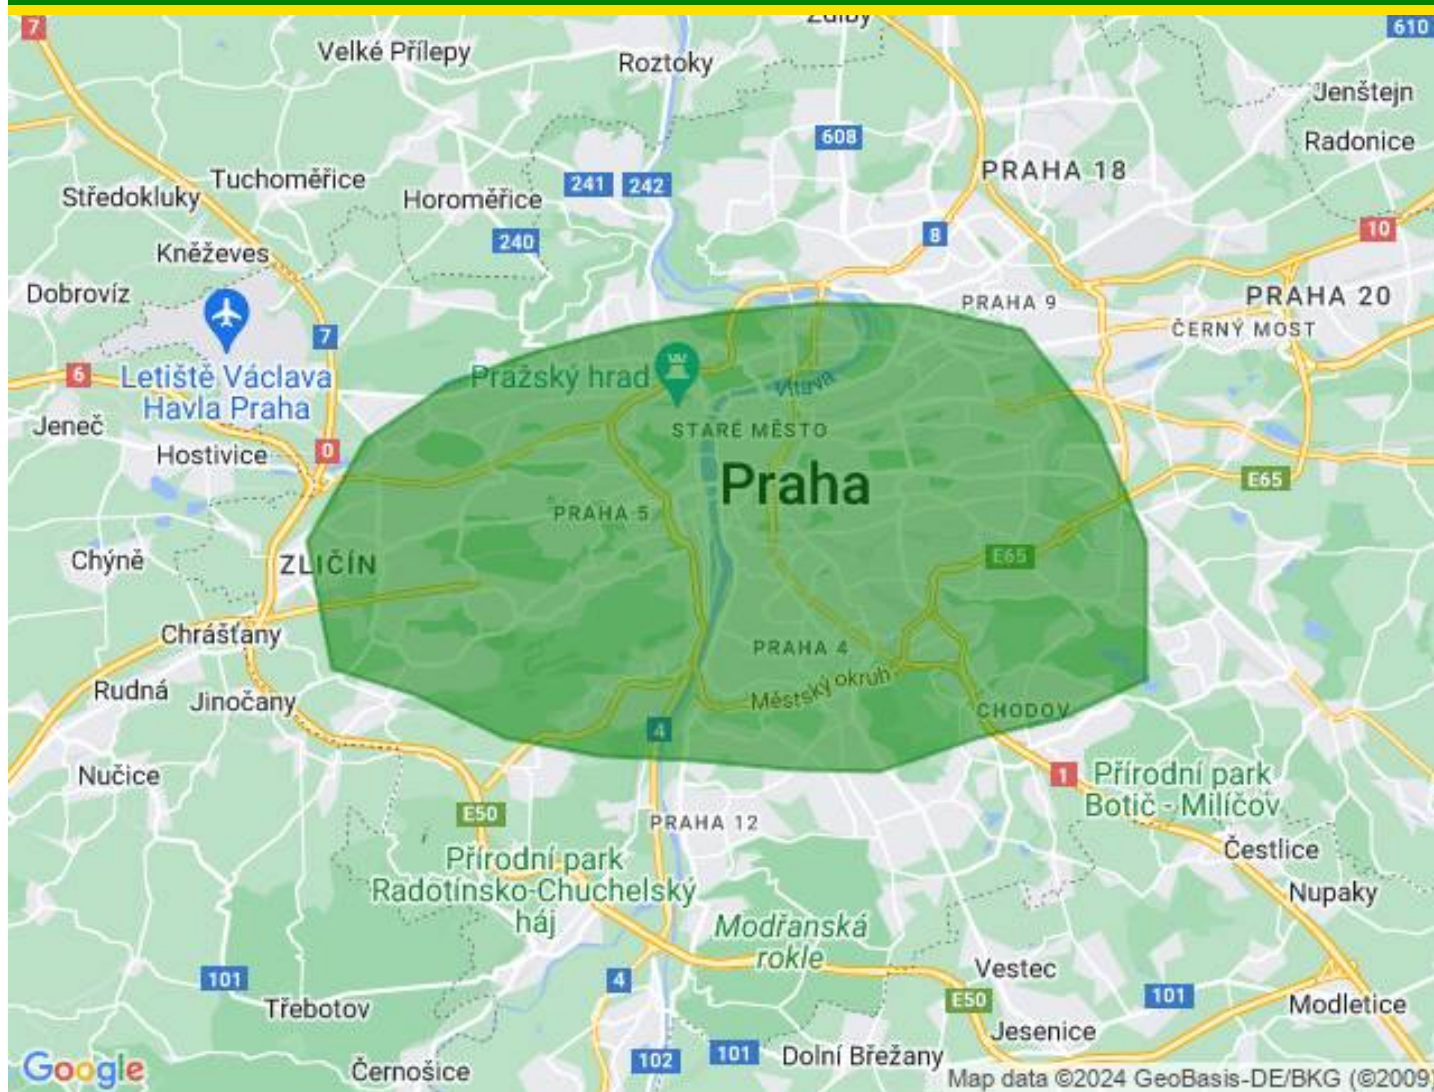 7
Zdiby
610
Velké Přílepy
Roztoky
Jenštejn
608
Radonice
PRAHA 18
Tuchoměřice
241
242
Středokluky
Horoměřice
10
8
240
Kněževes
Dobrovíz
PRAHA 9
PRAHA 20
ČERNÝ MOST
7
6
Letiště Václava
Havla Praha
Pražský hrad
Vltava
Jeneč
STARÉ MĚSTO
Hostivice
0
E65
Praha
PRAHA 5
Chýně
ZLIČÍN
E65
Chrášťany
PRAHA 4
Rudná
Jinočany
Městský okruh
CHODOV
4
Nučice
1
Přírodní park
Botič - Milíčov
E50
PRAHA 12
Čestlice
Přírodní park
Radotínsko-Chuchelský
háj
Nupaky
Modřanská
rokle
101
4
Vestec
E50
101
Třebotov
Modletice
Jesenice
Google
Černošice
102
101
Dolní Břežany
Map data ©2024 GeoBasis-DE/BKG (©2009)